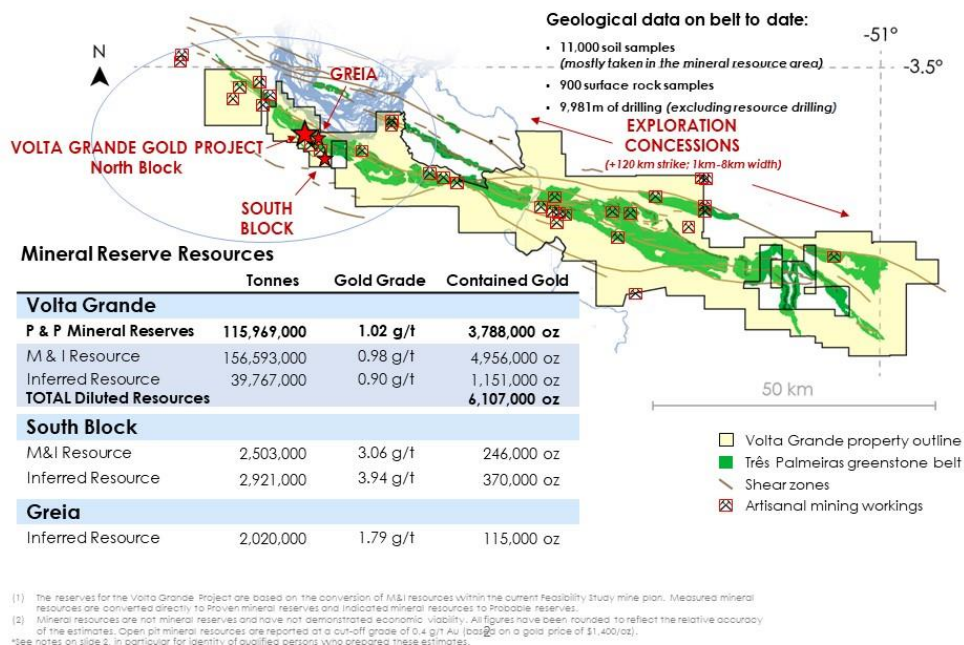 Geological data on belt to date:
▪ 11,000 soil samples
(mostly taken in the mineral resource area)
▪ 900 surface rock samples
▪ 9,981m of drilling (excluding resource drilling)
-51°
-3.5°
N
GREIA
VOLTA GRANDE GOLD PROJECT
North Block
SOUTH
BLOCK
EXPLORATION
CONCESSIONS
(+120 km strike; 1km-8km width)
Mineral Reserve Resources
Tonnes Gold Grade Contained Gold
Volta Grande
P & P Mineral Reserves 115,969,000 1.02 g/t 3,788,000 oz
M & I Resource 156,593,000 0.98 g/t 4,956,000 oz
Inferred Resource 39,767,000 0.90 g/t 1,151,000 oz
TOTAL Diluted Resources 6,107,000 oz
South Block
M&I Resource 2,503,000 3.06 g/t 246,000 oz
Inferred Resource 2,921,000 3.94 g/t 370,000 oz
Greia
Inferred Resource 2,020,000 1.79 g/t 115,000 oz
50 km
Volta Grande property outline
Três Palmeiras greenstone belt
Shear zones
Artisanal mining workings
(1) The reserves for the Volta Grande Project are based on the conversion of M&I resources within the current Feasibility Study mine plan. Measured mineral
resources are converted directly to Proven mineral reserves and Indicated mineral resources to Probable reserves.
(2) Mineral resources are not mineral reserves and have not demonstrated economic viability. All figures have been rounded to reflect the relative accuracy
of the estimates. Open pit mineral resources are reported at a cut-off grade of 0.4 g/t Au (based on a gold price of $1,400/oz).
2
*See notes on slide 2, in particular for identity of qualified persons who prepared these estimates.